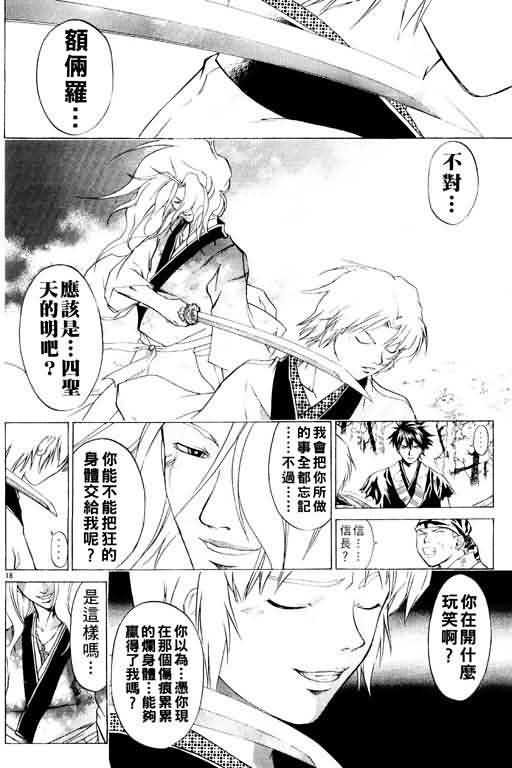 額倆羅…
不對…
應該是…四聖
天的明吧？
………
信……
信長？
我會把你所做
的事全都忘記
………不過
你能不能把狂的
身體交給我呢？
………
18
你在開什麼
玩笑啊？
你以為…憑你現
在那個傷痕累累
的爛身體…能夠
贏得了我嗎？
是這樣嗎…